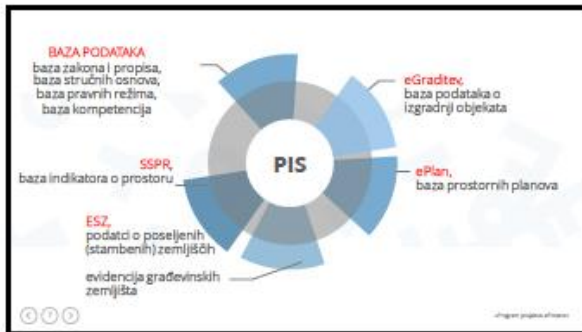 BAZA PODATAKA
baza zakona i propisa,
baza stručnih osnova,
baza pravnih režima,
baza kompetencija
eGraditev,
baza podataka o
izgradnji objekata
SSPR,
baza indikatora o prostoru
PIS
ePlan,
baza prostornih planova
ESZ,
podatci o poseljenih
(stambenih) zemljiščih
evidencija građevinskih
zemljišta